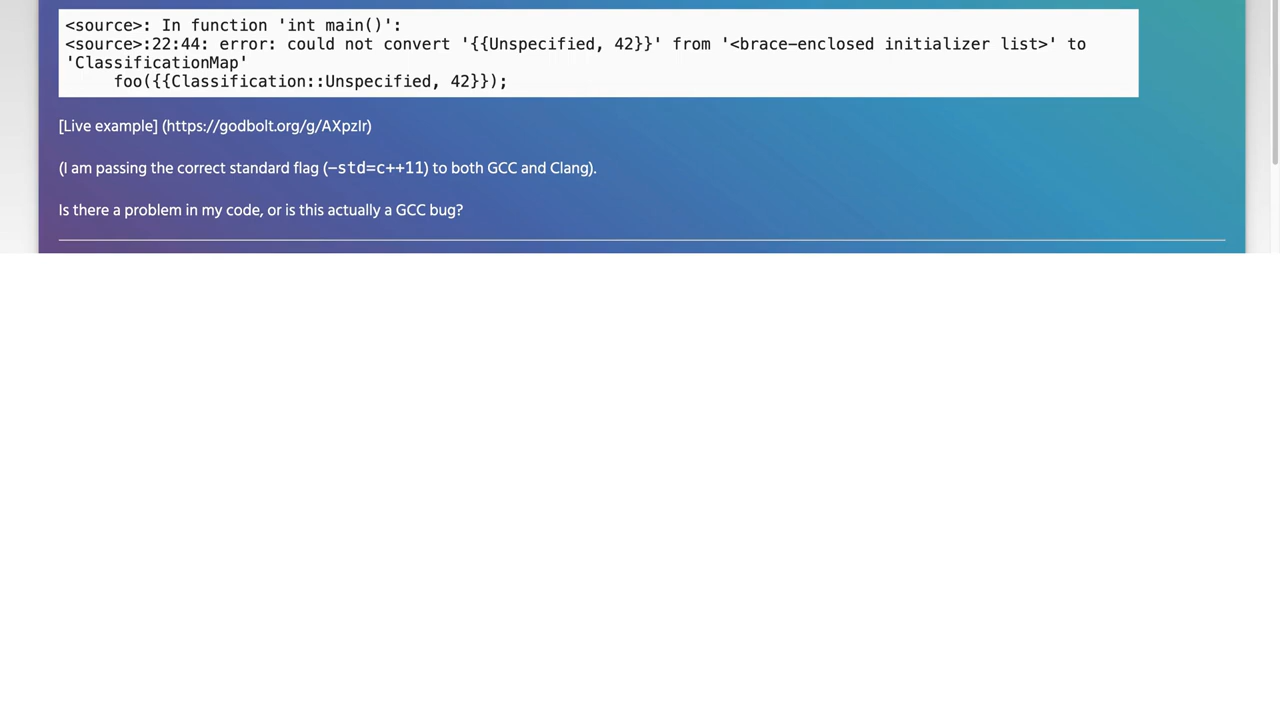 <source>: In function 'int main()':
<source>:22:44: error: could not convert '{{Unspecified, 42}}' from '<brace-enclosed initializer list>' to
'ClassificationMap'
     foo({{Classification::Unspecified, 42}});
[Live example] (https://godbolt.org/g/AXpzIr)
(I am passing the correct standard flag (-std=c++11) to both GCC and Clang).
Is there a problem in my code, or is this actually a GCC bug?